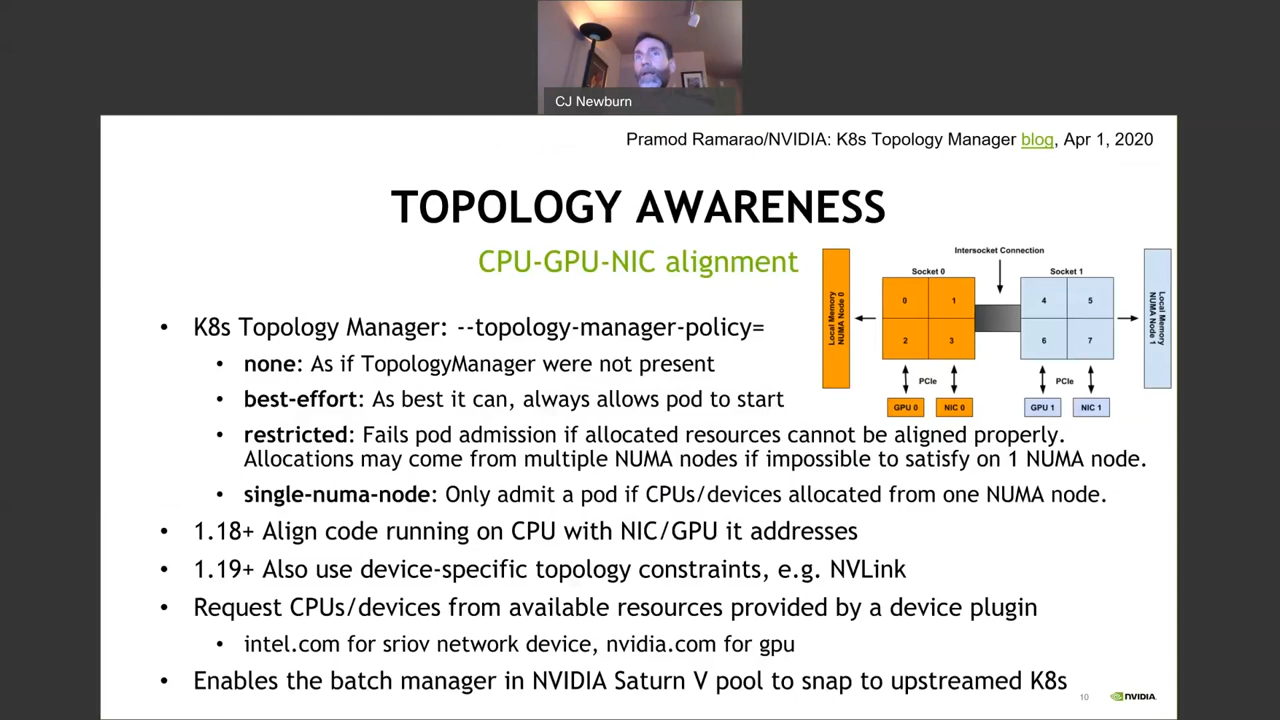 CJ Newburn
Pramod Ramarao/NVIDIA: K8s Topology Manager blog, Apr 1, 2020
TOPOLOGY AWARENESS
CPU-GPU-NIC alignment
Intersocket Connection
Socket 0
Socket 1
Local Memory
NUMA Node 0
0
1
2
3
4
5
6
7
Local Memory
NUMA Node 1
PCIe
PCIe
GPU 0
NIC 0
GPU 1
NIC 1
• K8s Topology Manager: --topology-manager-policy=
• none: As if TopologyManager were not present
• best-effort: As best it can, always allows pod to start
• restricted: Fails pod admission if allocated resources cannot be aligned properly.
Allocations may come from multiple NUMA nodes if impossible to satisfy on 1 NUMA node.
• single-numa-node: Only admit a pod if CPUs/devices allocated from one NUMA node.
• 1.18+ Align code running on CPU with NIC/GPU it addresses
• 1.19+ Also use device-specific topology constraints, e.g. NVLink
• Request CPUs/devices from available resources provided by a device plugin
• intel.com for sriov network device, nvidia.com for gpu
• Enables the batch manager in NVIDIA Saturn V pool to snap to upstreamed K8s
10
NVIDIA.